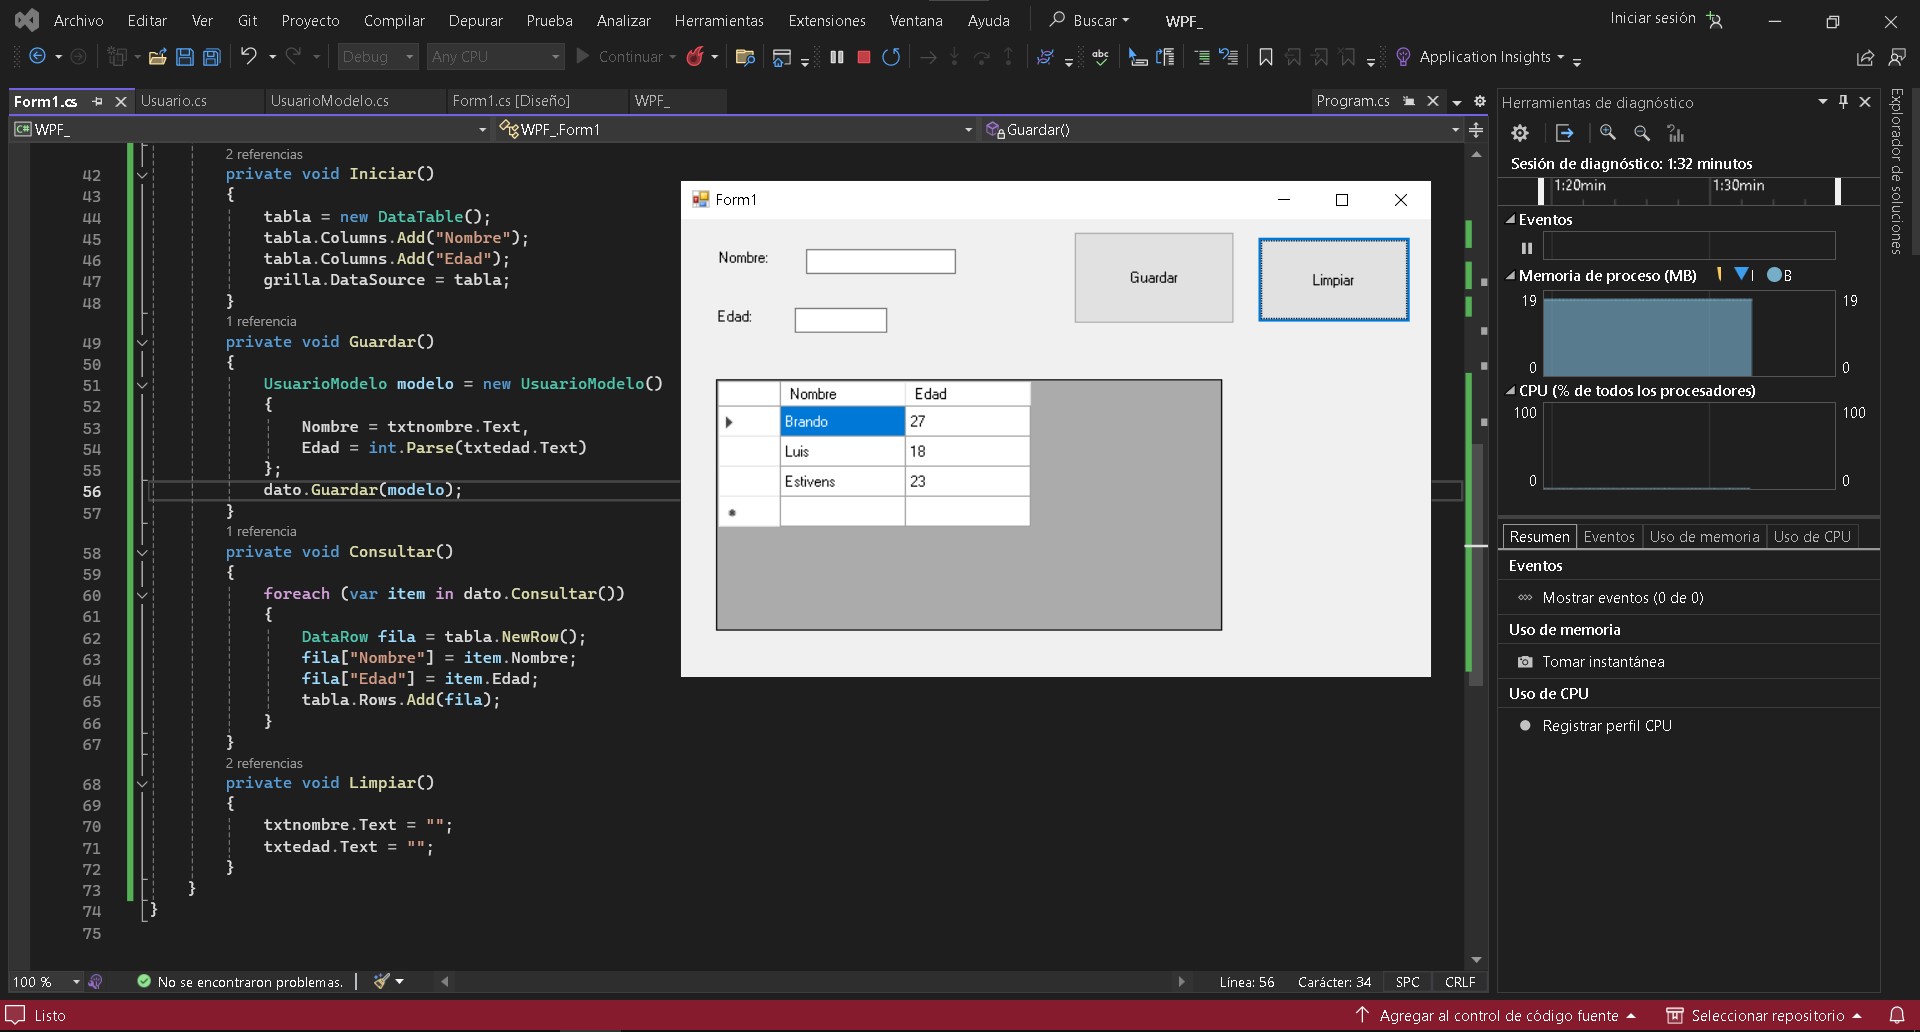 Archivo Editar Ver Git Proyecto Compilar Depurar Prueba Analizar Herramientas Extensiones Ventana Ayuda Buscar WPF_ Iniciar sesión
Debug Any CPU Continuar Application Insights
Form1.cs Usuario.cs UsuarioModelo.cs Form1.cs [Diseño] WPF_ Program.cs
WPF_ WPF_.Form1 Guardar()
2 referencias
42 private void Iniciar()
43 {
44 tabla = new DataTable();
45 tabla.Columns.Add("Nombre");
46 tabla.Columns.Add("Edad");
47 grilla.DataSource = tabla;
48 }
1 referencia
49 private void Guardar()
50 {
51 UsuarioModelo modelo = new UsuarioModelo()
52 {
53 Nombre = txtnombre.Text,
54 Edad = int.Parse(txtedad.Text)
55 };
56 dato.Guardar(modelo);
57 }
1 referencia
58 private void Consultar()
59 {
60 foreach (var item in dato.Consultar())
61 {
62 DataRow fila = tabla.NewRow();
63 fila["Nombre"] = item.Nombre;
64 fila["Edad"] = item.Edad;
65 tabla.Rows.Add(fila);
66 }
67 }
2 referencias
68 private void Limpiar()
69 {
70 txtnombre.Text = "";
71 txtedad.Text = "";
72 }
73 }
74 }
75
Form1
Nombre:
Edad:
Guardar
Limpiar
Nombre Edad
Brando 27
Luis 18
Estivens 23
Herramientas de diagnóstico
Sesión de diagnóstico: 1:32 minutos
1:20min 1:30min
Eventos
Memoria de proceso (MB) I B
19 19
0 0
CPU (% de todos los procesadores)
100 100
0 0
Resumen Eventos Uso de memoria Uso de CPU
Eventos
Mostrar eventos (0 de 0)
Uso de memoria
Tomar instantánea
Uso de CPU
Registrar perfil CPU
Explorador de soluciones
100 % No se encontraron problemas. Línea: 56 Carácter: 34 SPC CRLF
Listo Agregar al control de código fuente Seleccionar repositorio